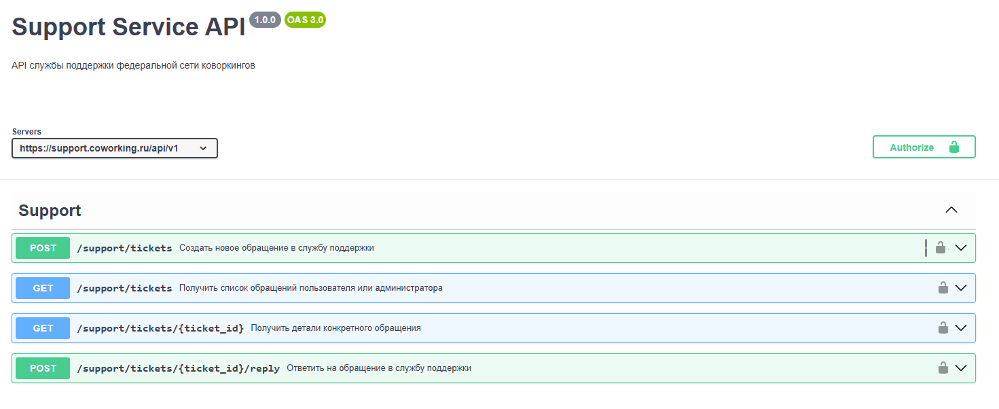 Support Service API 1.0.0 OAS 3.0
API службы поддержки федеральной сети коворкингов
Servers
https://support.coworking.ru/api/v1
Authorize
Support
POST /support/tickets Создать новое обращение в службу поддержки
GET /support/tickets Получить список обращений пользователя или администратора
GET /support/tickets/{ticket_id} Получить детали конкретного обращения
POST /support/tickets/{ticket_id}/reply Ответить на обращение в службу поддержки